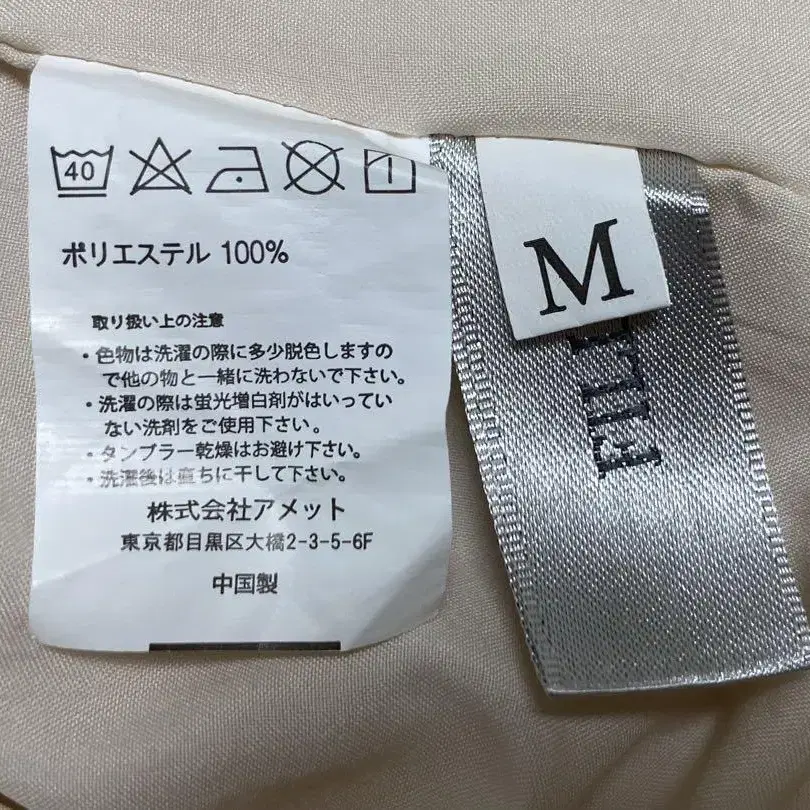 40 1
ポリエステル 100%
取り扱い上の注意
・色物は洗濯の際に多少脱色しますの
で他の物と一緒に洗わないで下さい。
・洗濯の際は蛍光増白剤がはいってい
ない洗剤をご使用下さい。
・タンブラー乾燥はお避け下さい。
・洗濯後は直ちに干して下さい。
株式会社アメット
東京都目黒区大橋2-3-5-6F
中国製
M